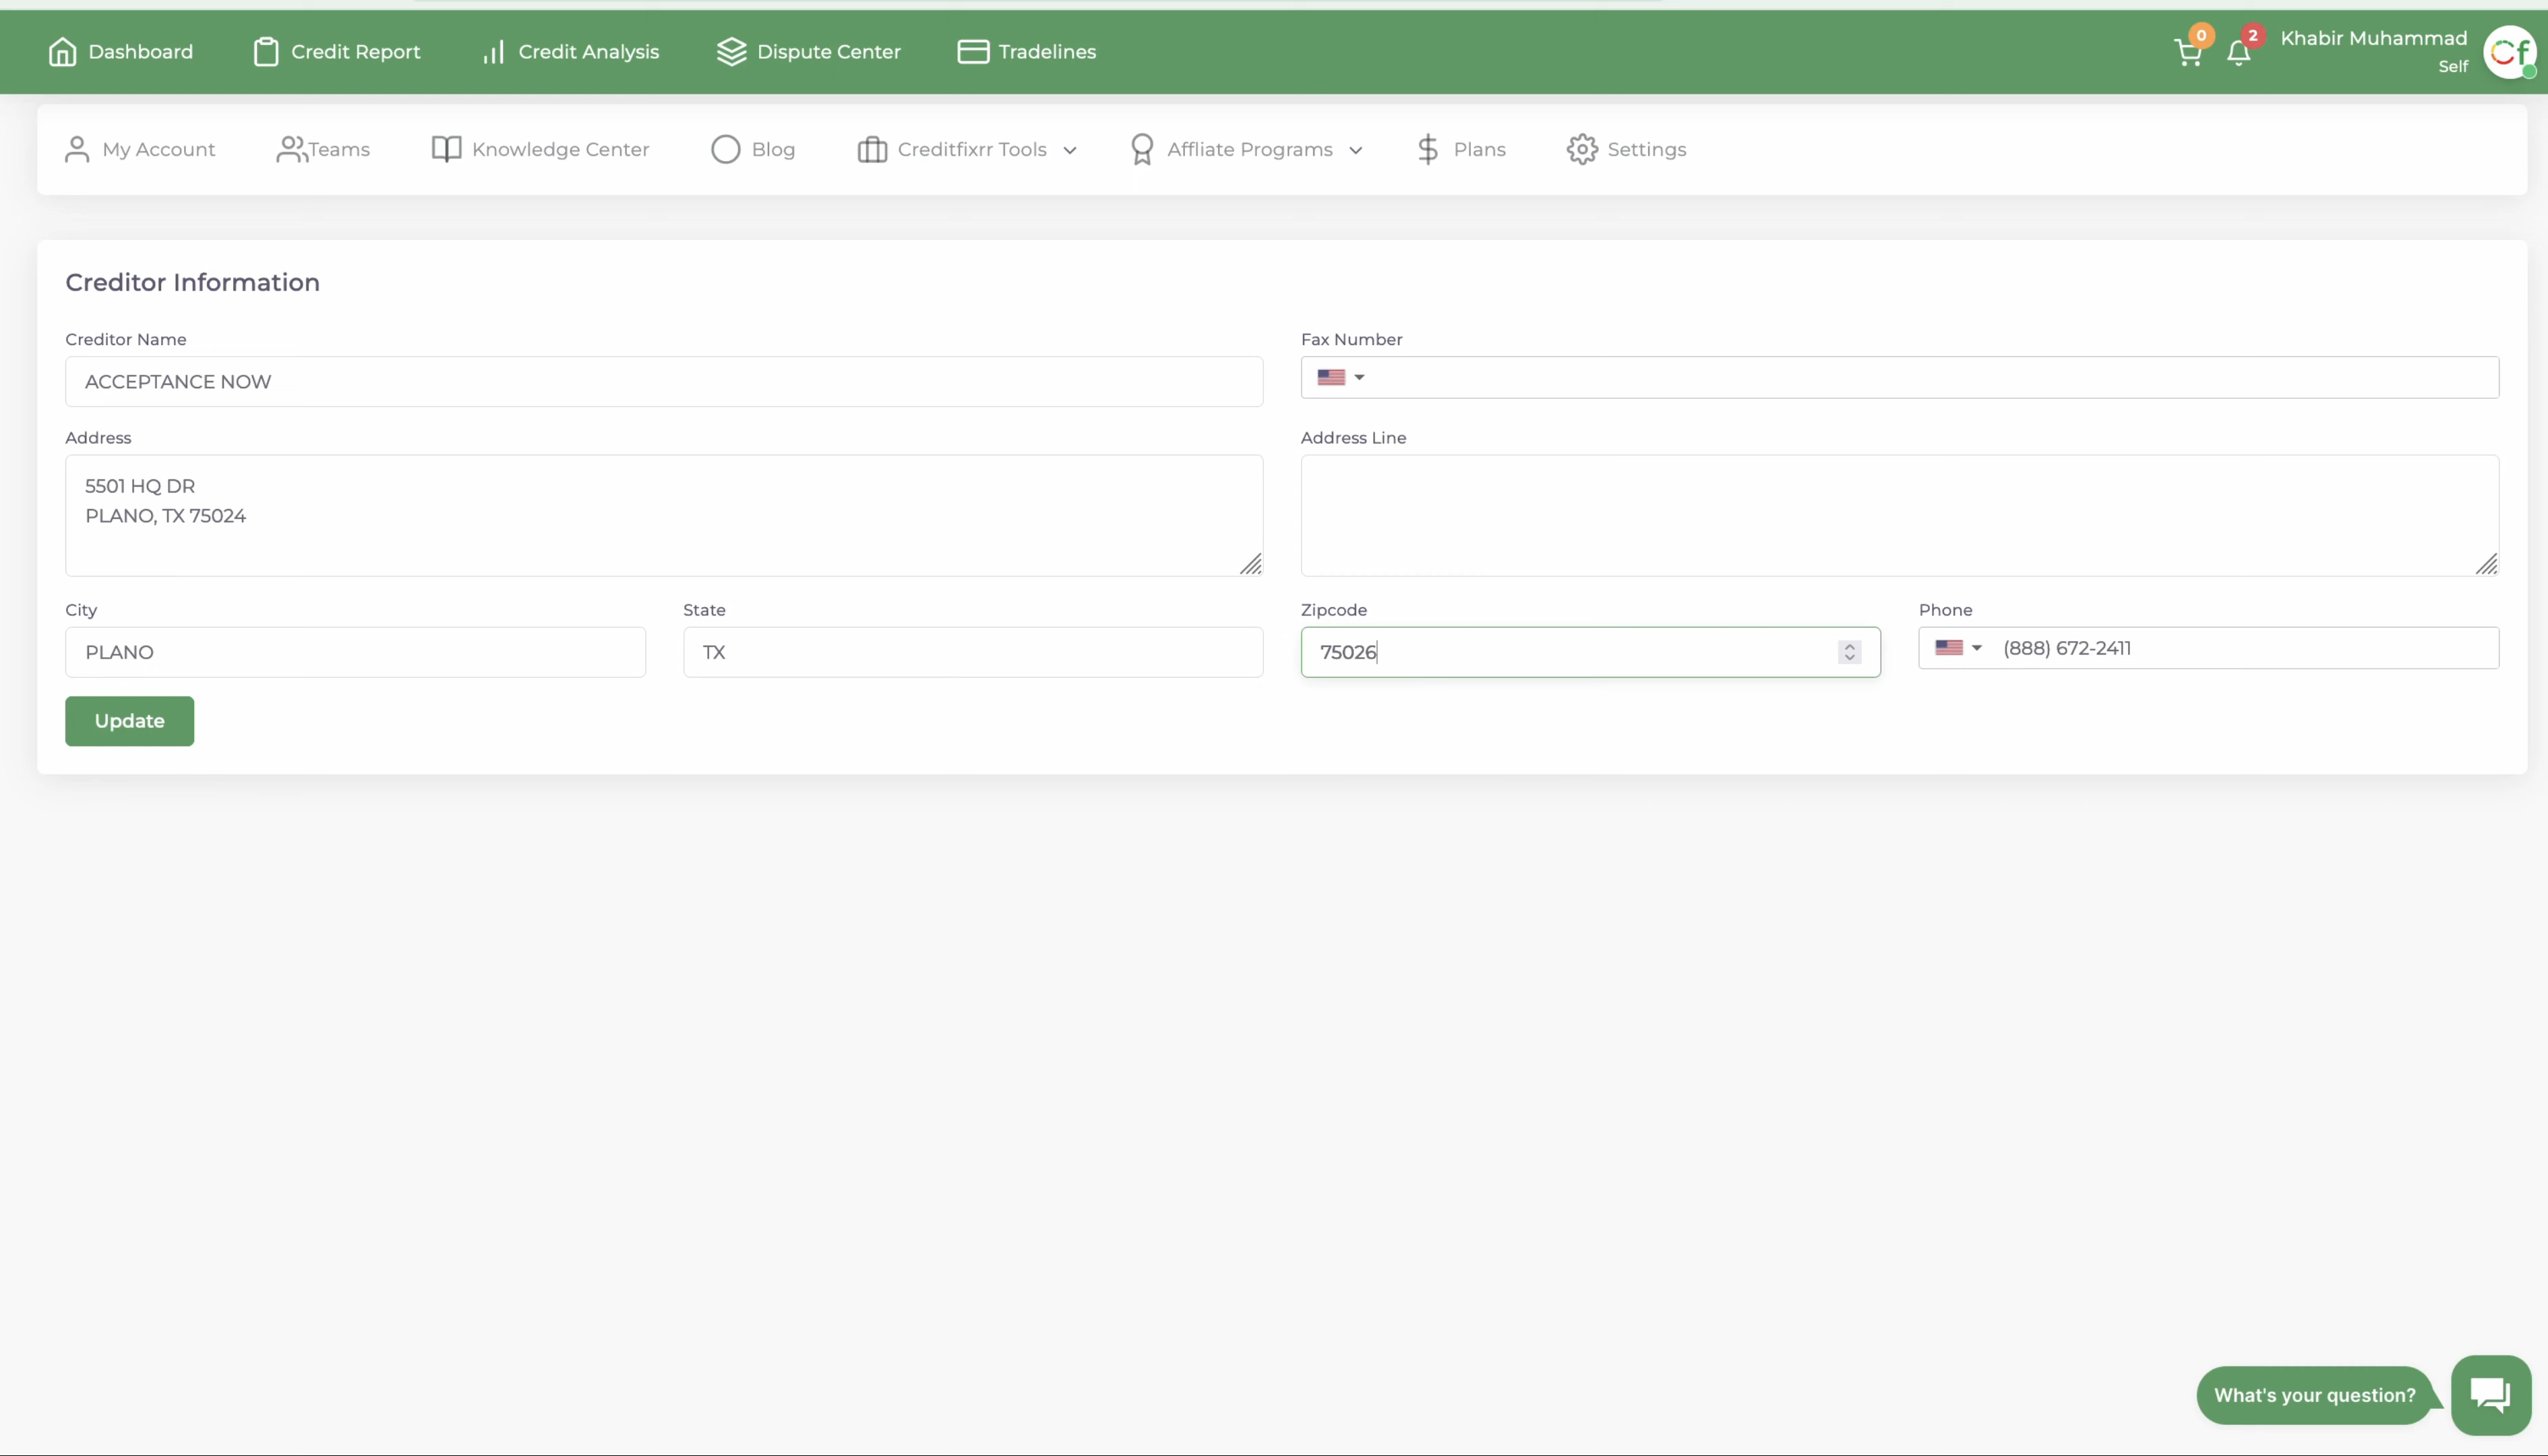 Dashboard
Credit Report
Credit Analysis
Dispute Center
Tradelines
0
2
Khabir Muhammad
Self
Cf
My Account
Teams
Knowledge Center
Blog
Creditfixrr Tools
Affliate Programs
Plans
Settings
Creditor Information
Creditor Name
Fax Number
ACCEPTANCE NOW
Address
Address Line
5501 HQ DR
PLANO, TX 75024
City
State
Zipcode
Phone
PLANO
TX
75026
(888) 672-2411
Update
What's your question?